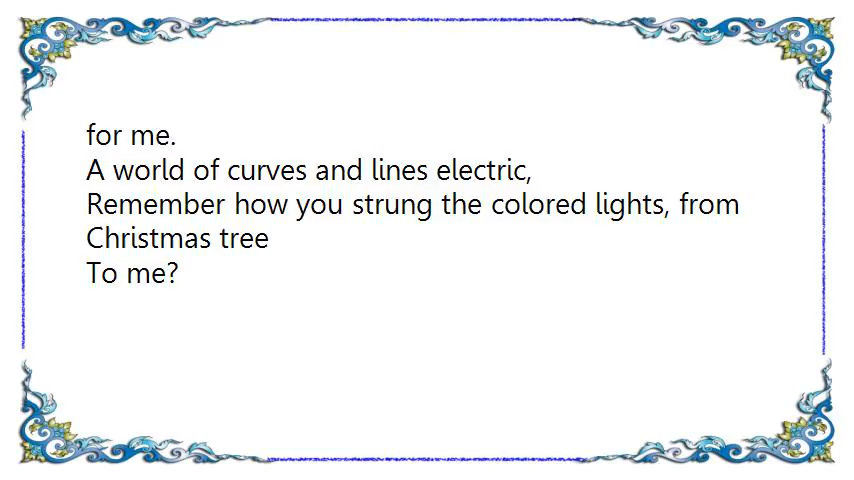 for me.
A world of curves and lines electric,
Remember how you strung the colored lights, from
Christmas tree
To me?